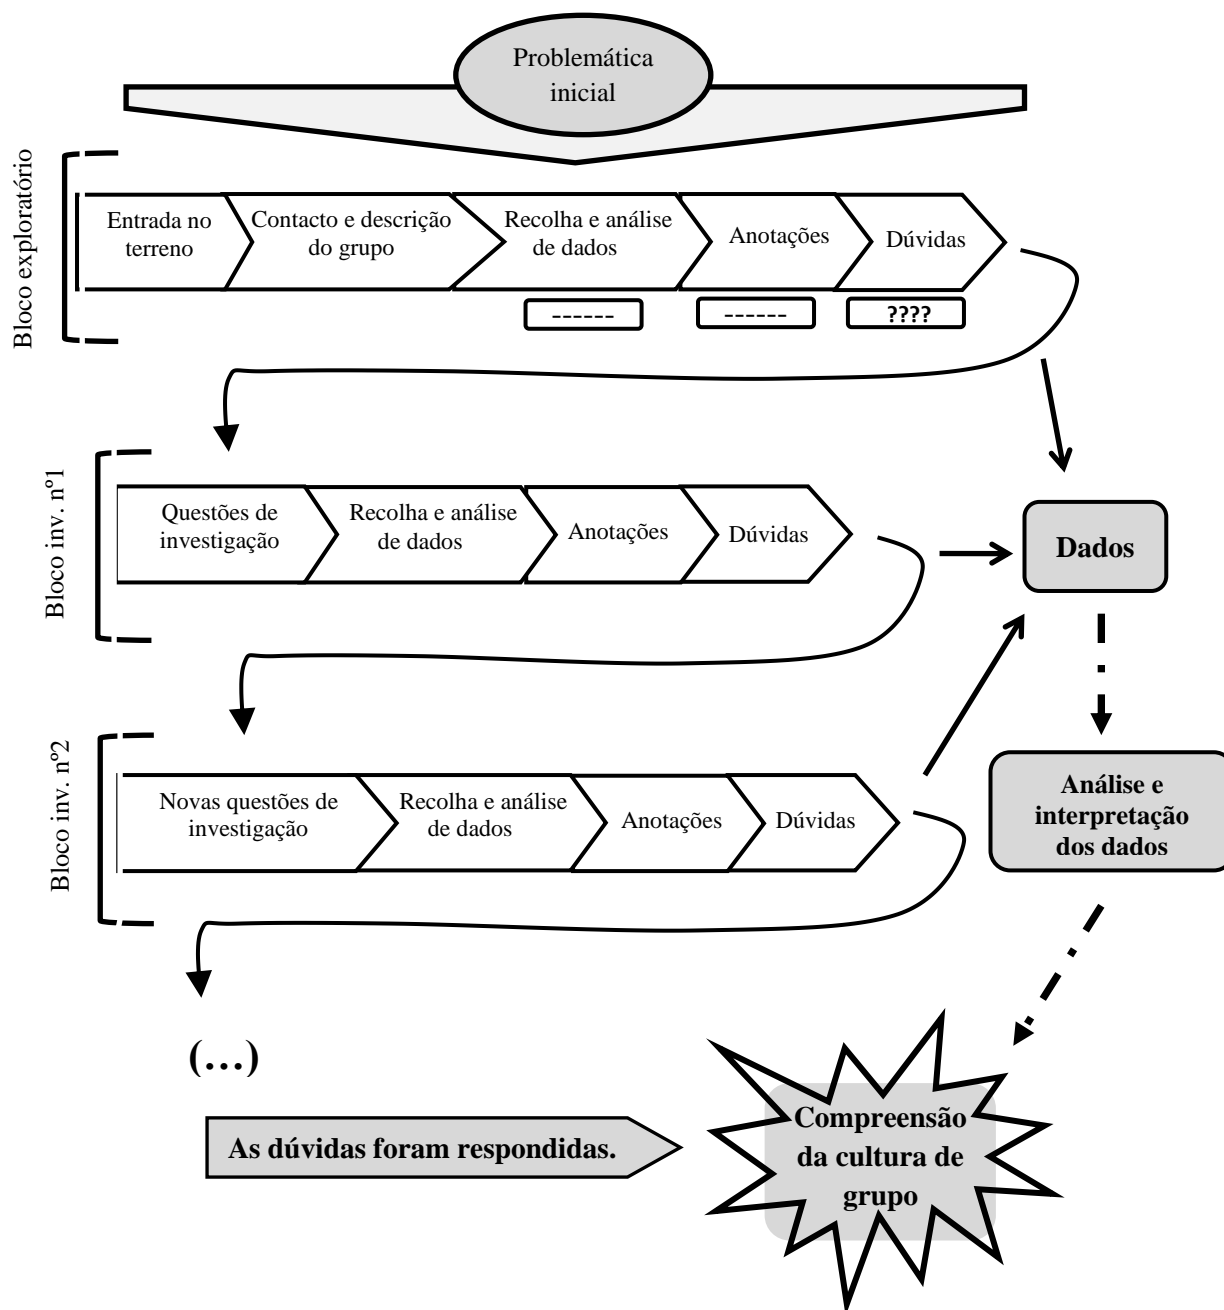 Problemática
inicial
Bloco exploratório
Entrada no
terreno
Contacto e descrição
do grupo
Recolha e análise
de dados
Anotações
Dúvidas
------
------
????
Bloco inv. nº1
Questões de
investigação
Recolha e análise
de dados
Anotações
Dúvidas
Dados
Bloco inv. nº2
Novas questões de
investigação
Recolha e análise
de dados
Anotações
Dúvidas
Análise e
interpretação
dos dados
(…)
As dúvidas foram respondidas.
Compreensão
da cultura de
grupo